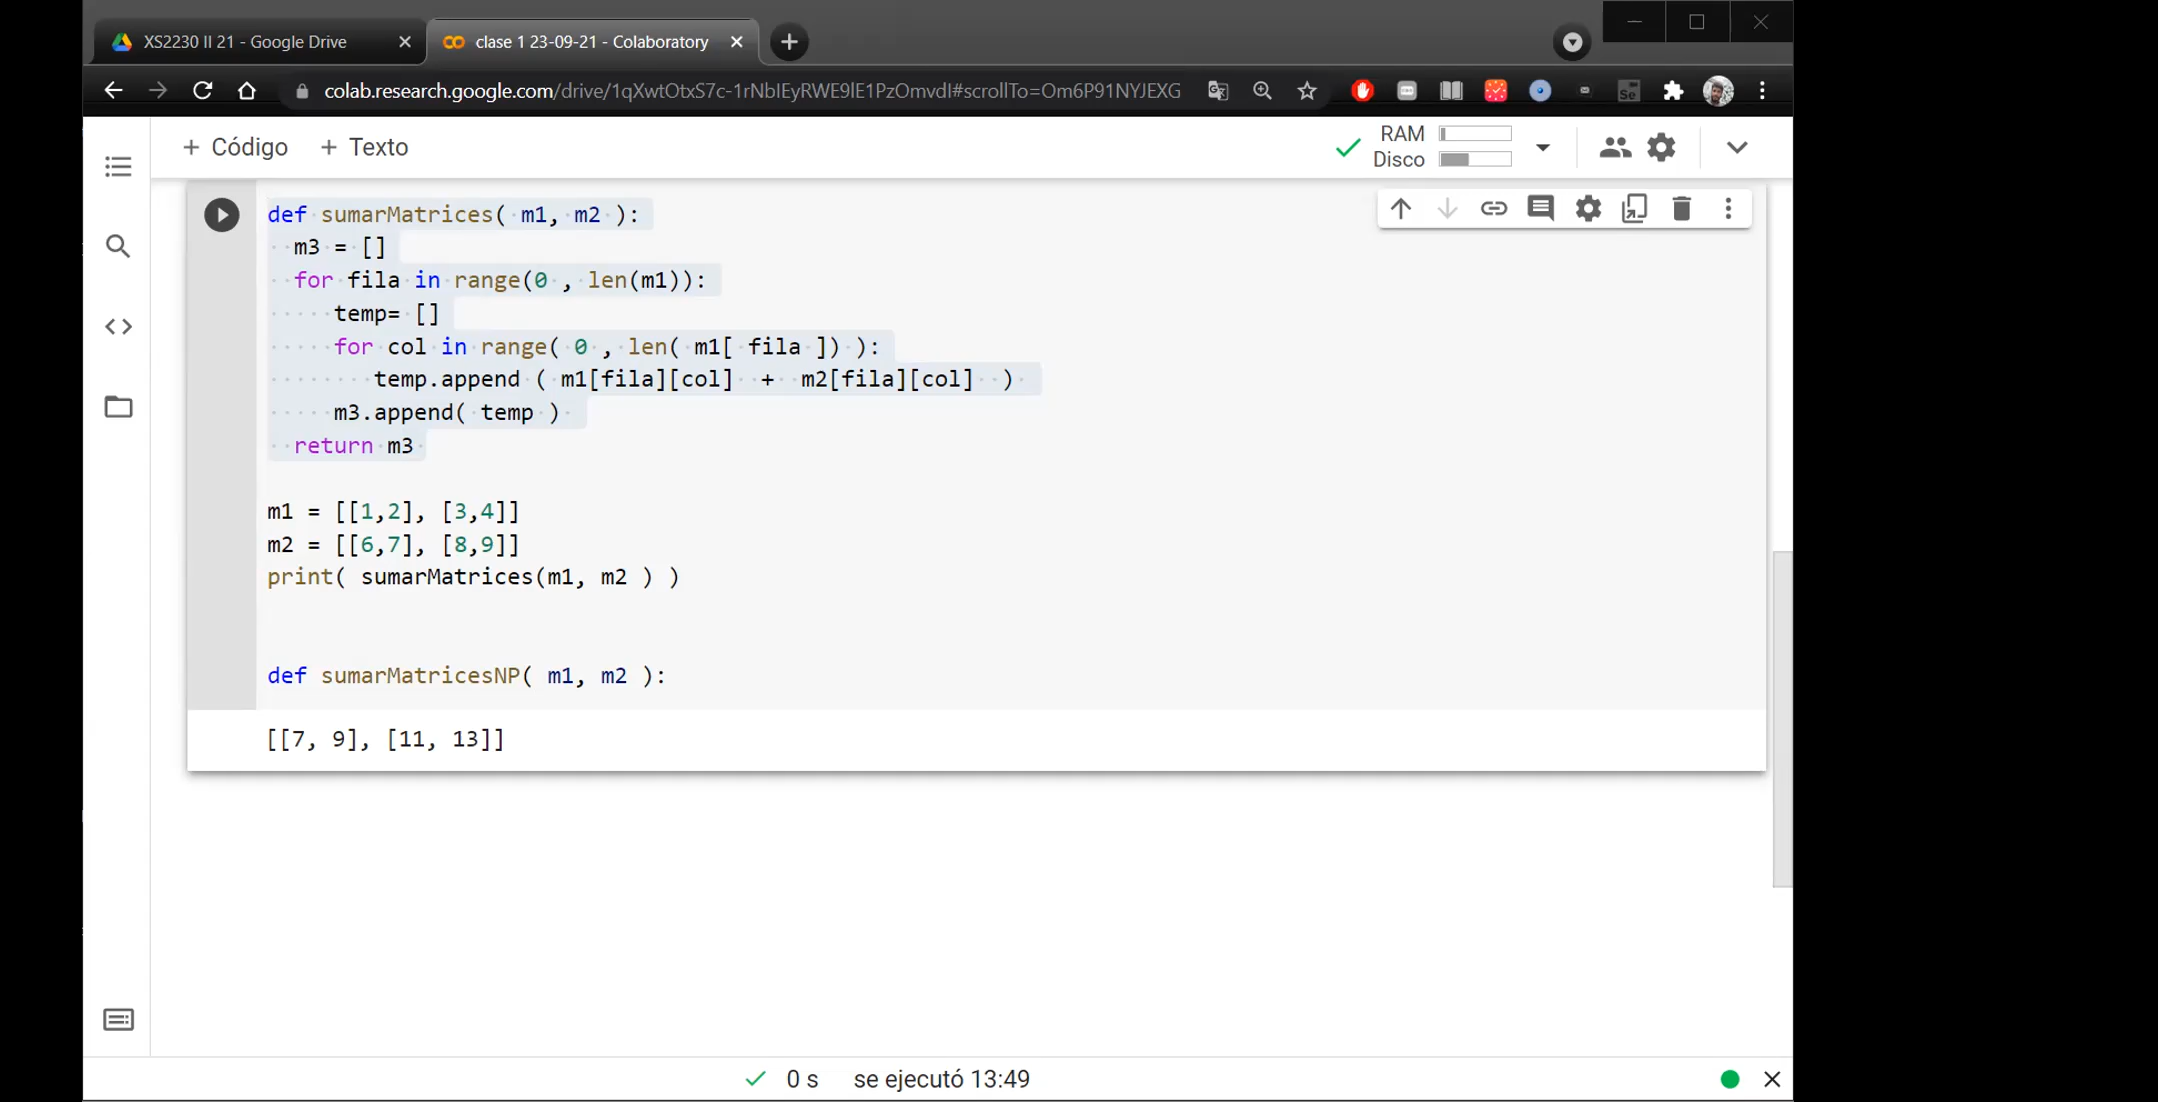 XS2230 II 21 - Google Drive
clase 1 23-09-21 - Colaboratory
colab.research.google.com/drive/1qXwtOtxS7c-1rNbIEyRWE9lE1PzOmvdI#scrollTo=Om6P91NYJEXG
Se
+ Código + Texto
RAM
Disco
def sumarMatrices( m1, m2 ):
  m3 = []
  for fila in range(0 , len(m1)):
     temp= []
     for col in range( 0 , len( m1[ fila ]) ):
        temp.append ( m1[fila][col]  +  m2[fila][col]  )
     m3.append( temp )
  return m3
m1 = [[1,2], [3,4]]
m2 = [[6,7], [8,9]]
print( sumarMatrices(m1, m2 ) )
def sumarMatricesNP( m1, m2 ):
[[7, 9], [11, 13]]
0 s se ejecutó 13:49